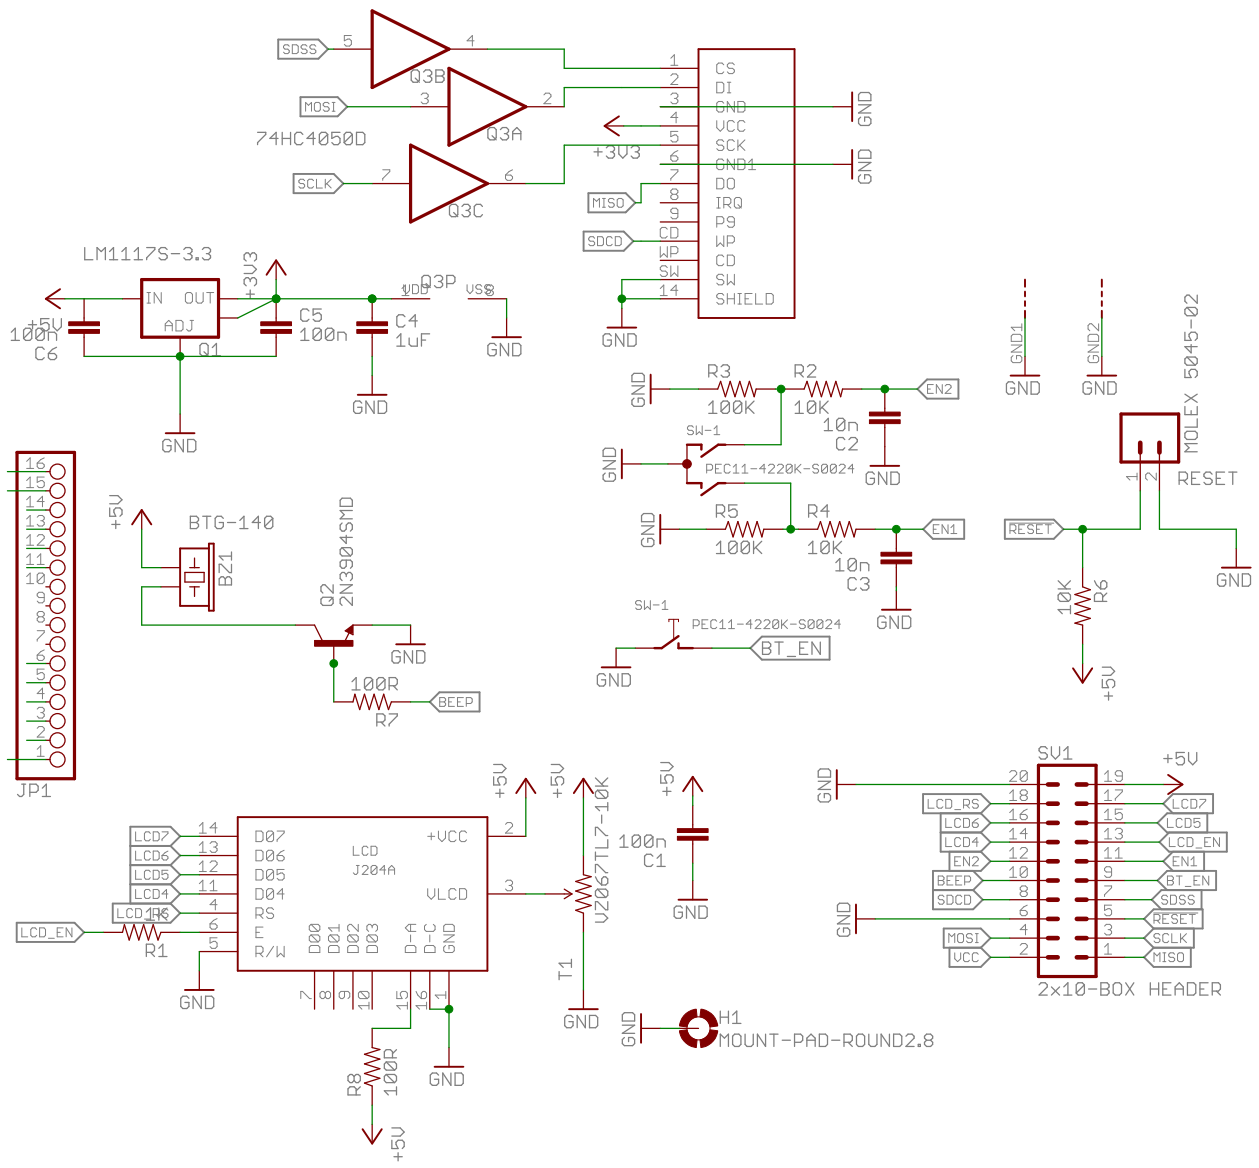 SDSS 5 4
Q3B
MOSI 3 2
Q3A
74HC4050D
SCLK 7 6
Q3C
1 CS
2 DI
3 GND GND
4 VCC
+3V3
5 SCK
6 GND1 GND
7 DO
MISO
8 IRQ
9 P9
SDCD CD WP
WP CD
SW SW
14 SHIELD
GND
LM1117S-3.3
+3V3
IN OUT
ADJ
Q1
+5V
100n
C6
C5
100n
C4
1uF
Q3P
1 VDD VSS 8
GND
GND
GND
GND R3 R2 EN2
100K 10K
10n
C2
GND
SW-1
GND PEC11-4220K-S0024
GND R5 R4 EN1
100K 10K
10n
C3
GND
SW-1
PEC11-4220K-S0024
BT_EN
GND
GND1
GND
GND2
GND
MOLEX 5045-02
1 2 RESET
RESET
GND
10K R6
+5V
16
15
14
13
12
11
10
9
8
7
6
5
4
3
2
1
JP1
+5V
BTG-140
BZ1
Q2
2N3904SMD
GND
100R
R7
BEEP
LCD7 14 D07
LCD6 13 D06
LCD5 12 D05
LCD4 11 D04
LCD_RS 4 RS
LCD_EN 1K 6 E
R1 5 R/W
GND
LCD
J204A
+VCC 2
VLCD 3
D00 D01 D02 D03 D-A D-C GND
7 8 9 10 15 16 1
+5V
+5V
VZ067TL7-10K
T1
GND
GND
R8 100R
+5V
+5V
100n
C1
GND
GND H1
MOUNT-PAD-ROUND2.8
SV1
+5V
GND 20 19
LCD_RS 18 17 LCD7
LCD6 16 15 LCD5
LCD4 14 13 LCD_EN
EN2 12 11 EN1
BEEP 10 9 BT_EN
SDCD 8 7 SDSS
GND 6 5 RESET
MOSI 4 3 SCLK
VCC 2 1 MISO
2x10-BOX HEADER